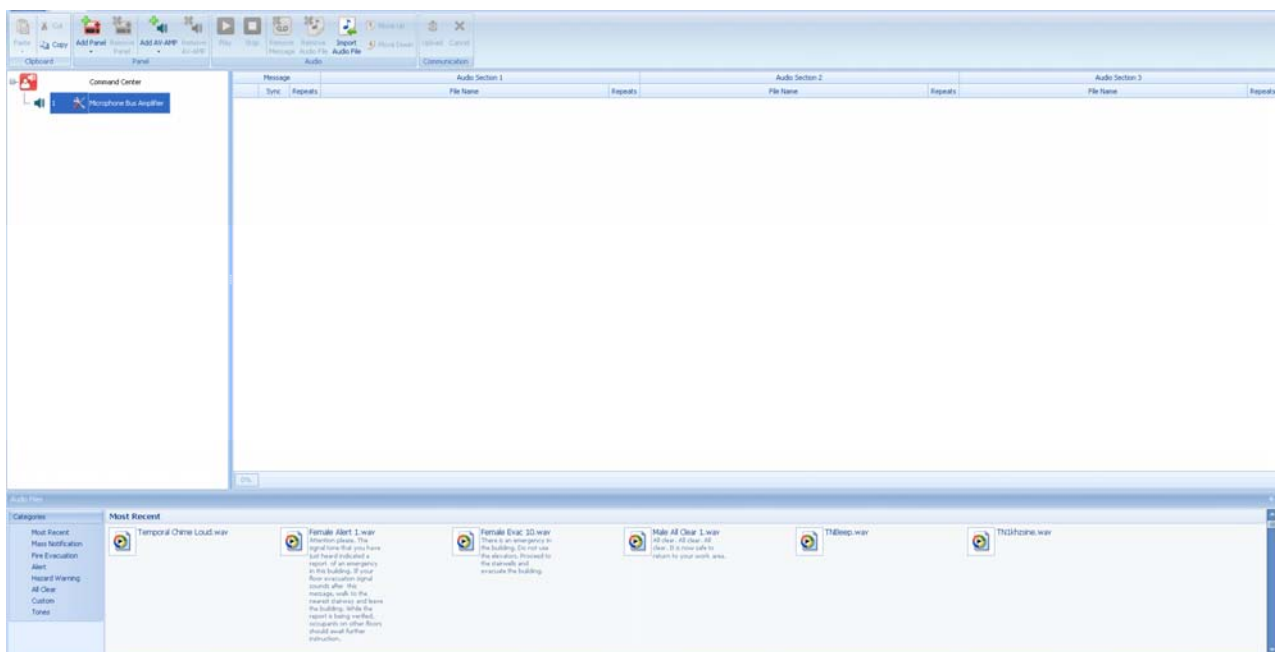 Paste
Cut
Copy
Clipboard
Add Panel
Remove Panel
Add AV-AMP
Remove AV-AMP
Panel
Play
Stop
Remove Message
Remove Audio File
Import Audio File
Move Up
Move Down
Audio
Upload
Cancel
Communication
Command Center
1 Microphone Bus Amplifier
Message Audio Section 1 Audio Section 2 Audio Section 3
Sync Repeats File Name Repeats File Name Repeats File Name Repeats
0%
Audio Files
Categories
Most Recent
Mass Notification
Fire Evacuation
Alert
Hazard Warning
All Clear
Custom
Tones
Most Recent
Temporal Chime Loud.wav
Female Alert 1.wav
Attention please. The
signal tone that you have
just heard indicated a
report of an emergency
in this building. If your
floor evacuation signal
sounds after this
message, walk to the
nearest stairway and leave
the building. While the
report is being verified,
occupants on other floors
should await further
instruction.
Female Evac 10.wav
There is an emergency in
the building. Do not use
the elevators. Proceed to
the stairwells and
evacuate the building.
Male All Clear 1.wav
All clear. All clear. All
clear. It is now safe to
return to your work area.
TNBeep.wav
TN1khzsine.wav